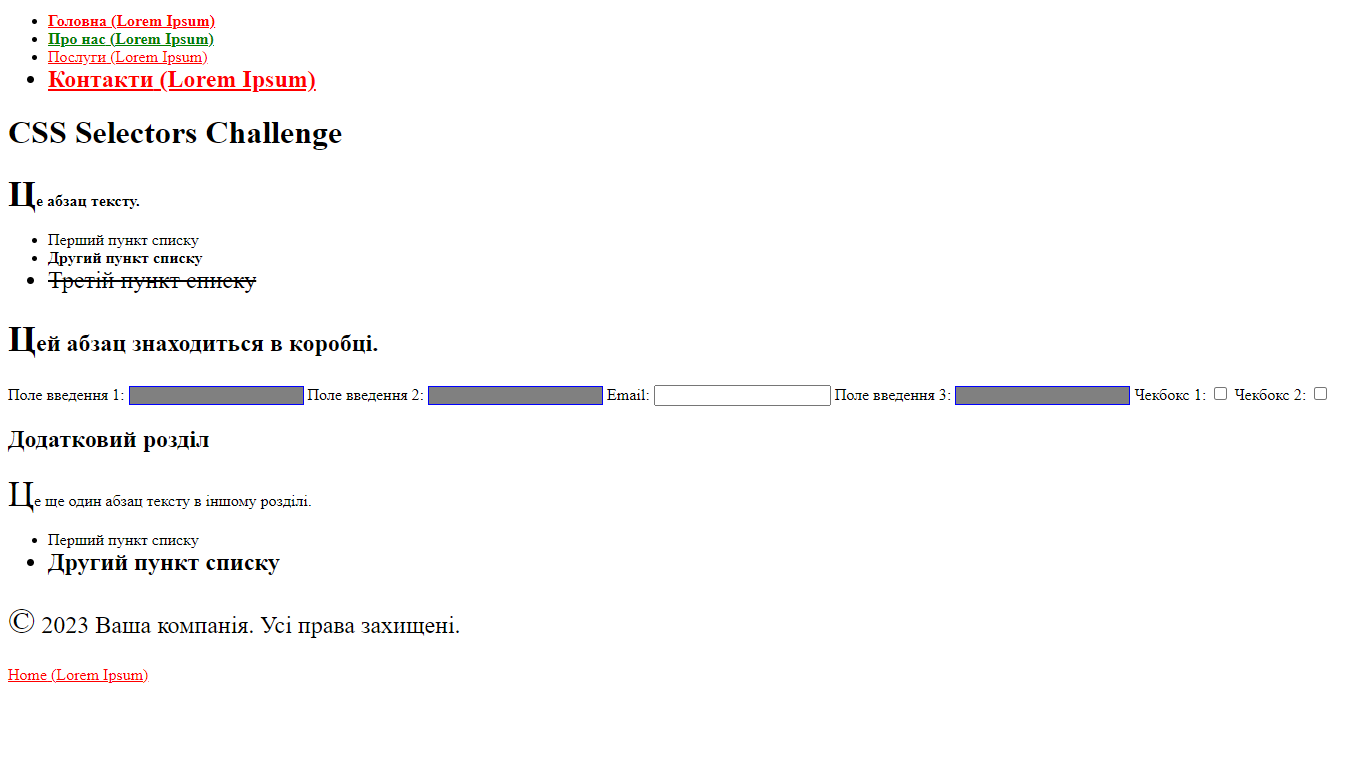 Головна (Lorem Ipsum)
Про нас (Lorem Ipsum)
Послуги (Lorem Ipsum)
Контакти (Lorem Ipsum)
CSS Selectors Challenge
Це абзац тексту.
Перший пункт списку
Другий пункт списку
Третій пункт списку
Цей абзац знаходиться в коробці.
Поле введення 1: Поле введення 2: Email: Поле введення 3: Чекбокс 1: Чекбокс 2:
Додатковий розділ
Це ще один абзац тексту в іншому розділі.
Перший пункт списку
Другий пункт списку
© 2023 Ваша компанія. Усі права захищені.
Home (Lorem Ipsum)